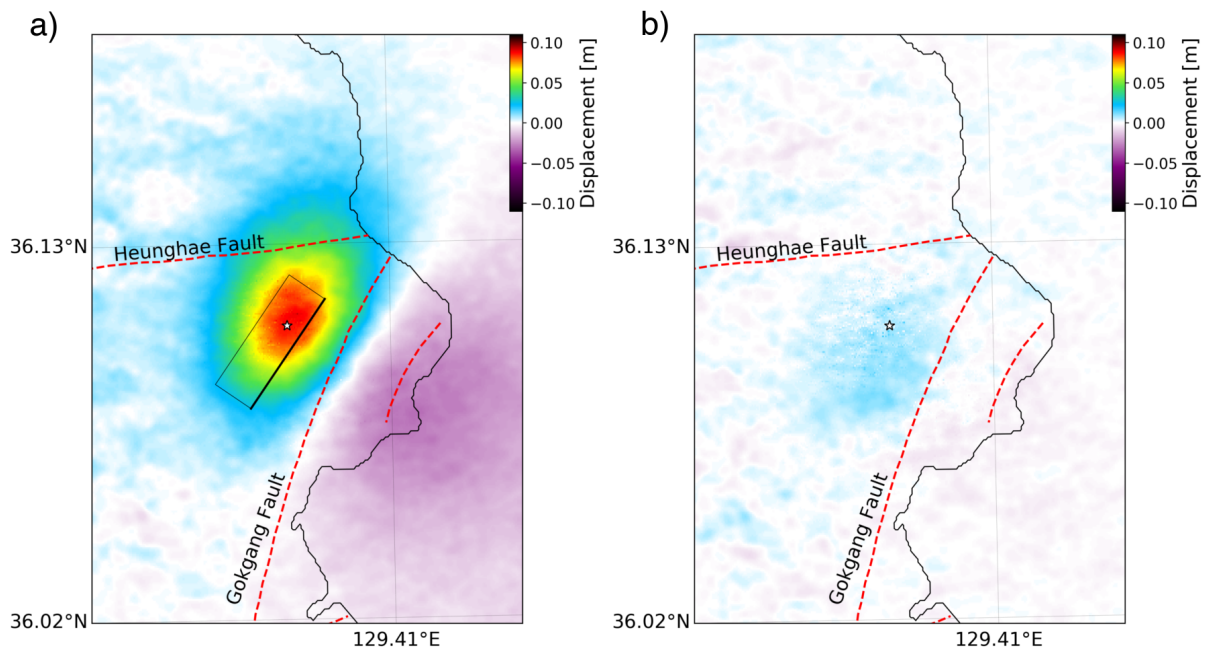 a)
0.10
0.05
0.00
−0.05
−0.10
Displacement [m]
36.13°N
Heunghae Fault
Gokgang Fault
36.02°N
129.41°E
b)
0.10
0.05
0.00
−0.05
−0.10
Displacement [m]
36.13°N
Heunghae Fault
Gokgang Fault
36.02°N
129.41°E